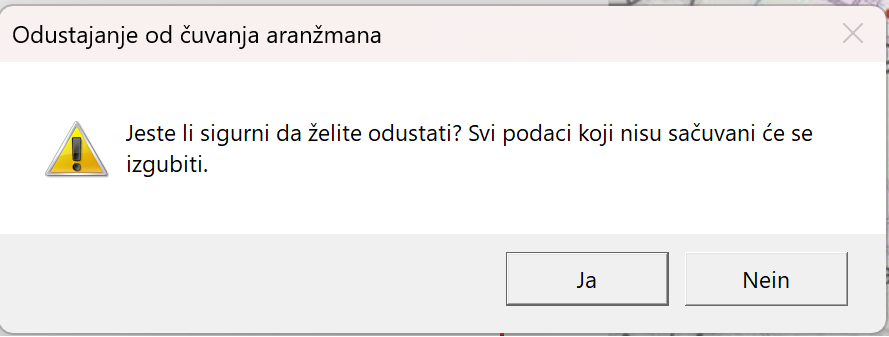 Odustajanje od čuvanja aranžmana
Jeste li sigurni da želite odustati? Svi podaci koji nisu sačuvani će se
izgubiti.
Ja
Nein